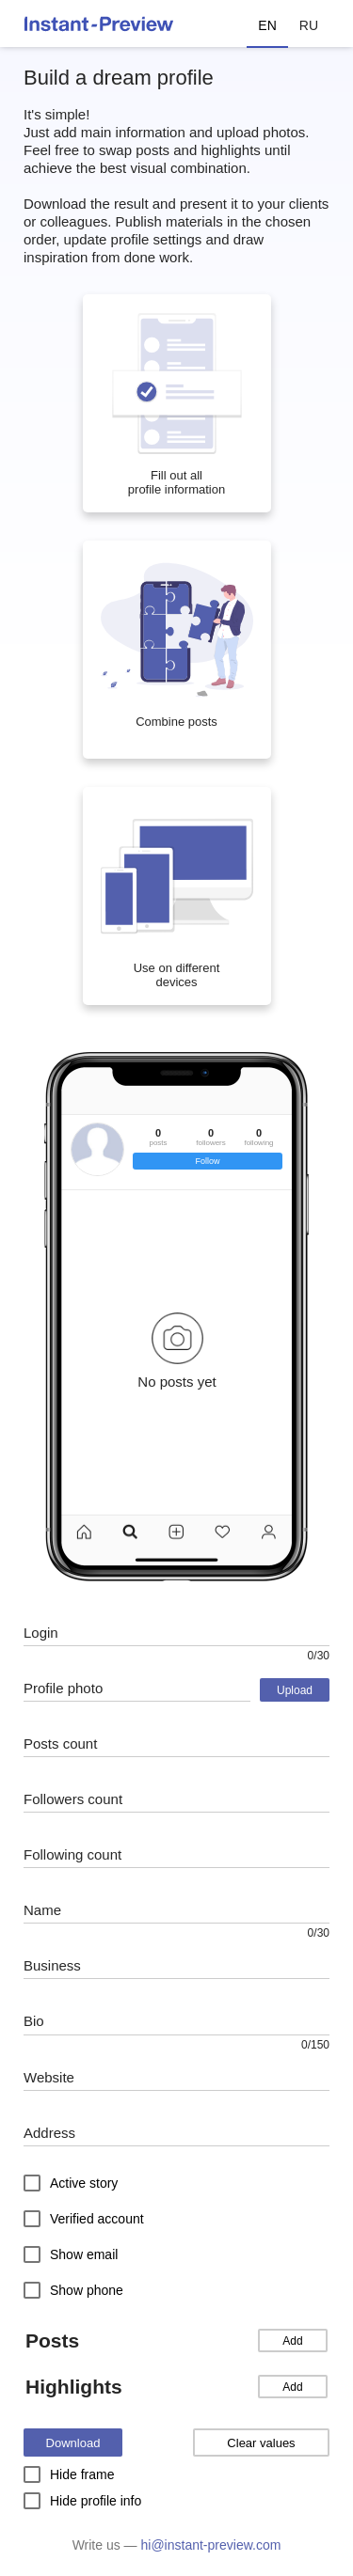 Instant-Preview
EN RU
Build a dream profile
It's simple!
Just add main information and upload photos.
Feel free to swap posts and highlights until
achieve the best visual combination.
Download the result and present it to your clients
or colleagues. Publish materials in the chosen
order, update profile settings and draw
inspiration from done work.
Fill out all
profile information
Combine posts
Use on different
devices
0 0 0
posts followers following
Follow
No posts yet
Login
0/30
Profile photo Upload
Posts count
Followers count
Following count
Name
0/30
Business
Bio
0/150
Website
Address
Active story
Verified account
Show email
Show phone
Posts Add
Highlights Add
Download Clear values
Hide frame
Hide profile info
Write us — hi@instant-preview.com